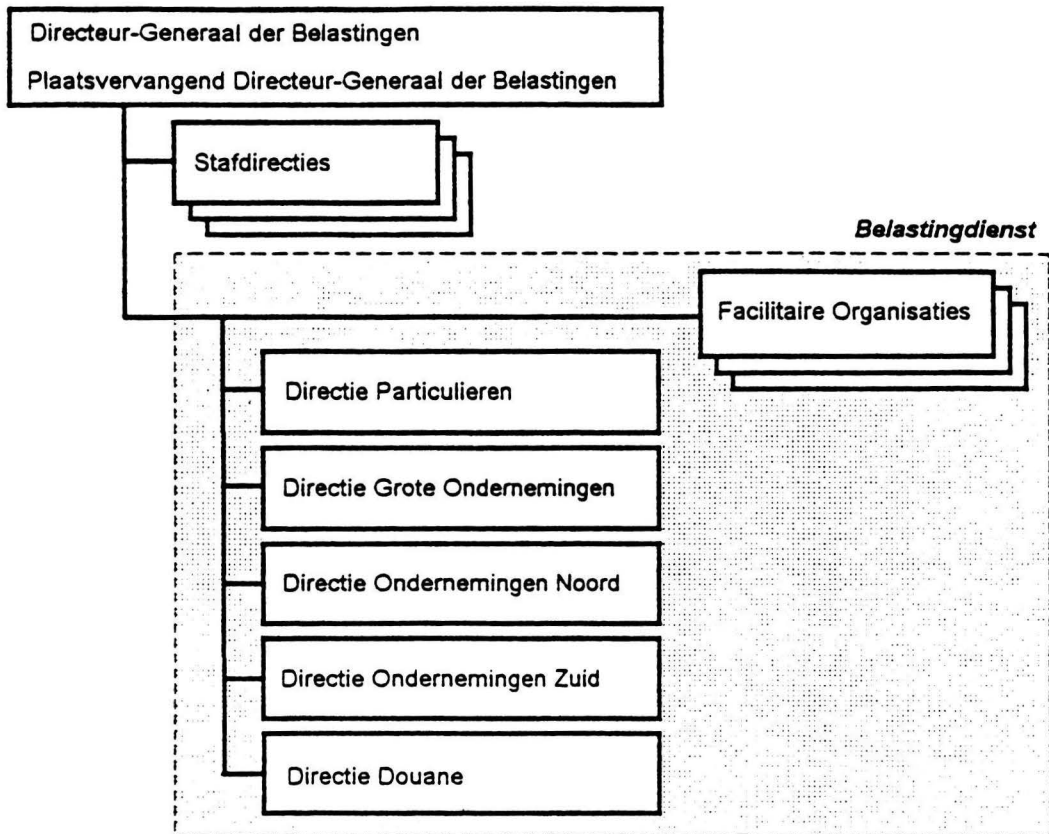 Directeur-Generaal der Belastingen
Plaatsvervangend Directeur-Generaal der Belastingen
Stafdirecties
Belastingdienst
Facilitaire Organisaties
Directie Particulieren
Directie Grote Ondernemingen
Directie Ondernemingen Noord
Directie Ondernemingen Zuid
Directie Douane